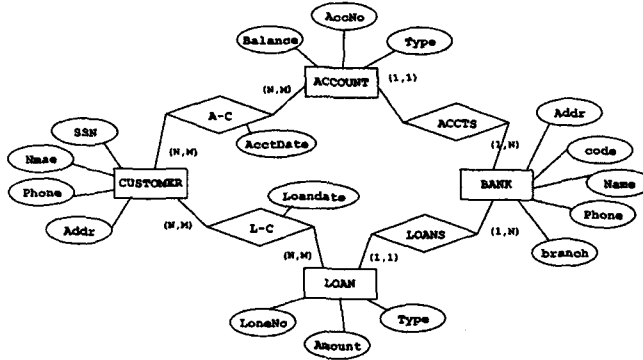 AccNo
Balance
Type
ACCOUNT
(N,M)
(1,1)
A-C
ACCTS
AcctDate
Addr
SSN
(N,M)
(1,N)
code
Nmae
CUSTOMER
BANK
Name
Phone
Phone
Loandate
Addr
(N,M)
L-C
LOANS
(1,N)
branch
(N,M)
(1,1)
LOAN
LoneNo
Type
Amount